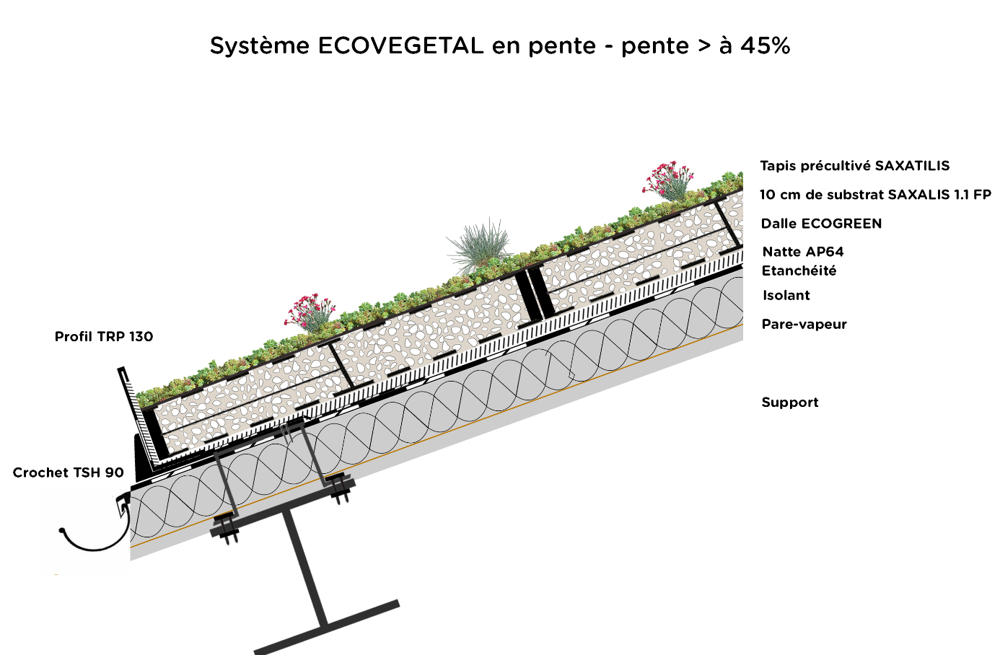 Système ECOVEGETAL en pente - pente > à 45%
Tapis précultivé SAXATILIS
10 cm de substrat SAXALIS 1.1 FP
Dalle ECOGREEN
Natte AP64
Etanchéité
Isolant
Pare-vapeur
Profil TRP 130
Support
Crochet TSH 90